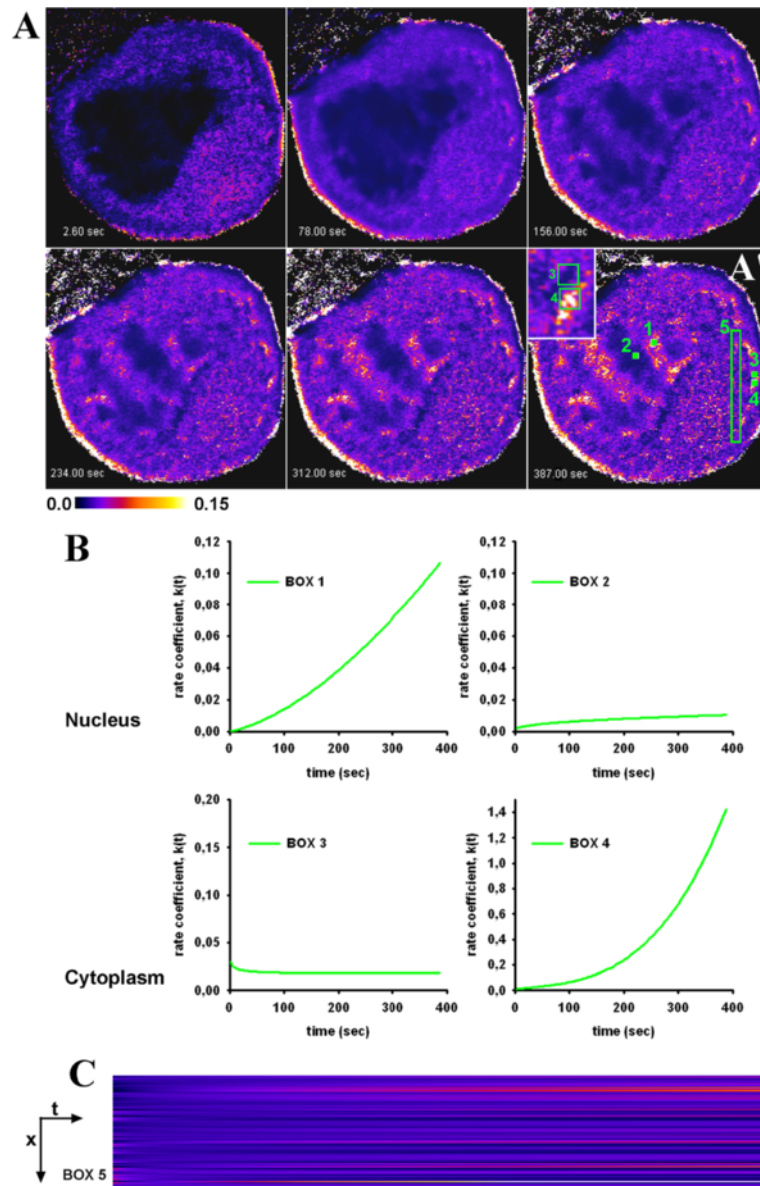 A
2.60 sec
78.00 sec
156.00 sec
234.00 sec
312.00 sec
387.00 sec
A'
3
4
1
2
5
3
4
0.0
0.15
B
Nucleus
rate coefficient, k(t)
0,12
0,10
0,08
0,06
0,04
0,02
0,00
BOX 1
0 100 200 300 400
time (sec)
rate coefficient, k(t)
0,12
0,10
0,08
0,06
0,04
0,02
0,00
BOX 2
0 100 200 300 400
time (sec)
Cytoplasm
rate coefficient, k(t)
0,20
0,15
0,10
0,05
0,00
BOX 3
0 100 200 300 400
time (sec)
rate coefficient, k(t)
1,4
1,2
1,0
0,8
0,6
0,4
0,2
0,0
BOX 4
0 100 200 300 400
time (sec)
C
t
x
BOX 5